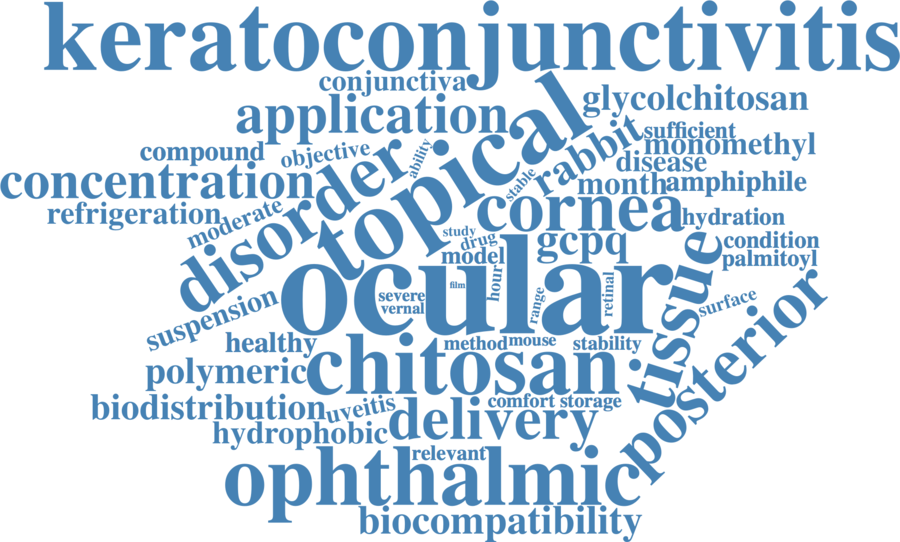 keratoconjunctivitis
conjunctiva
application
glycolchitosan
sufficient
monomethyl
compound
objective
ability
disorder
topical
rabbit
disease
concentration
stable
month
amphiphile
refrigeration
moderate
cornea
hydration
study
drug
gcpq
condition
model
palmitoyl
ocular
tissue
hour
film
severe
vernal
range
retinal
surface
suspension
posterior
healthy
method
mouse
stability
polymeric
chitosan
biodistribution
uveitis
comfort
storage
delivery
hydrophobic
relevant
ophthalmic
biocompatibility